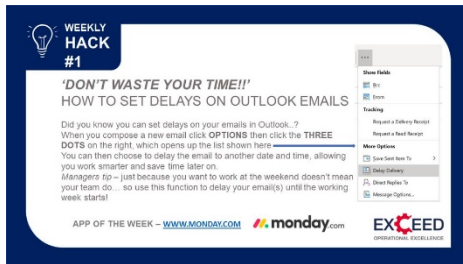 WEEKLY
HACK
#1
'DON'T WASTE YOUR TIME!!'
HOW TO SET DELAYS ON OUTLOOK EMAILS
Did you know you can set delays on your emails in Outlook..?
When you compose a new email click OPTIONS then click the THREE
DOTS on the right, which opens up the list shown here
You can then choose to delay the email to another date and time, allowing
you work smarter and save time later on.
Managers tip – just because you want to work at the weekend doesn't mean
your team do… so use this function to delay your email(s) until the working
week starts!
APP OF THE WEEK – WWW.MONDAY.COM
monday.com
...
Show Fields
Bcc
From
Tracking
Request a Delivery Receipt
Request a Read Receipt
More Options
Save Sent Item To >
Delay Delivery
Direct Replies To
Message Options...
EXCEED
OPERATIONAL EXCELLENCE